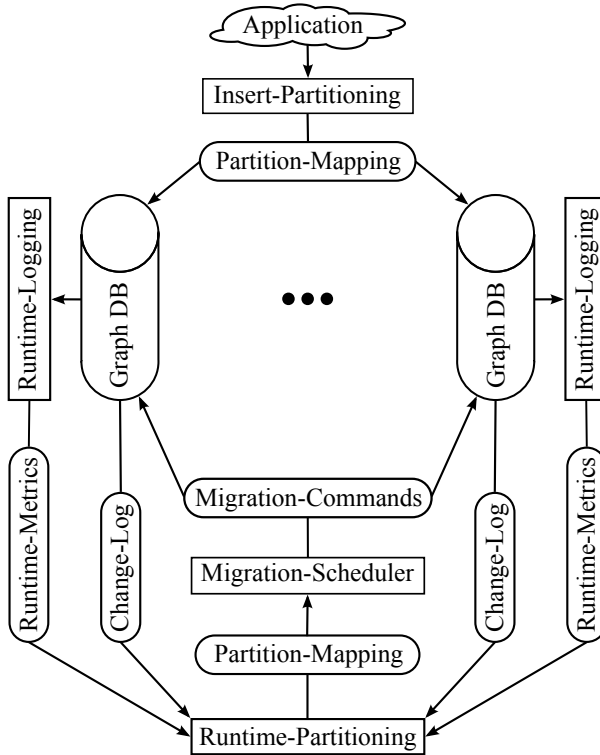 Application
Insert-Partitioning
Partition-Mapping
Runtime-Logging
Graph DB
Graph DB
Runtime-Logging
Runtime-Metrics
Change-Log
Migration-Commands
Change-Log
Runtime-Metrics
Migration-Scheduler
Partition-Mapping
Runtime-Partitioning